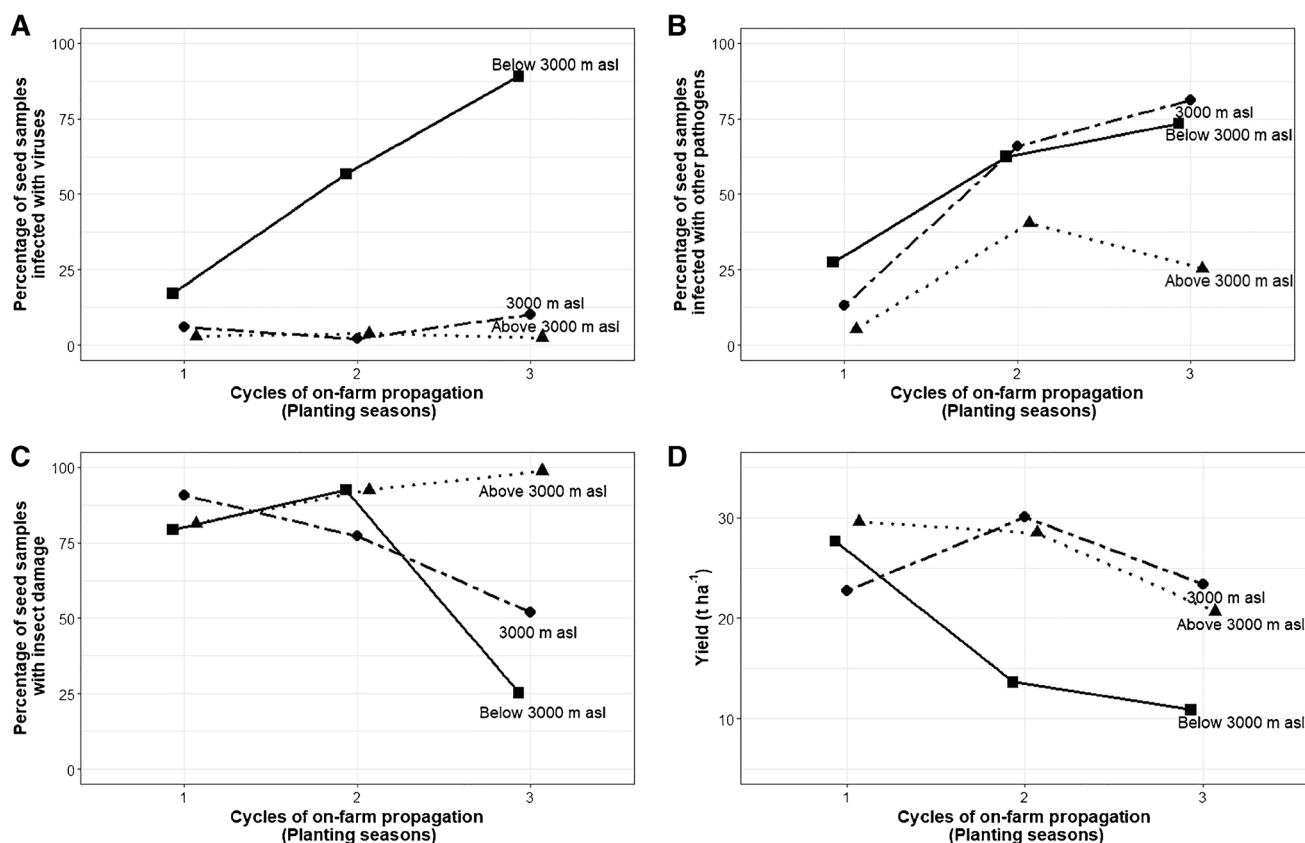 A
Percentage of seed samples
infected with viruses
100
75
50
25
0
Below 3000 m asl
3000 m asl
Above 3000 m asl
1 2 3
Cycles of on-farm propagation
(Planting seasons)
B
Percentage of seed samples
infected with other pathogens
100
75
50
25
0
3000 m asl
Below 3000 m asl
Above 3000 m asl
1 2 3
Cycles of on-farm propagation
(Planting seasons)
C
Percentage of seed samples
with insect damage
100
75
50
25
0
Above 3000 m asl
3000 m asl
Below 3000 m asl
1 2 3
Cycles of on-farm propagation
(Planting seasons)
D
Yield (t ha⁻¹)
30
20
10
3000 m asl
Above 3000 m asl
Below 3000 m asl
1 2 3
Cycles of on-farm propagation
(Planting seasons)